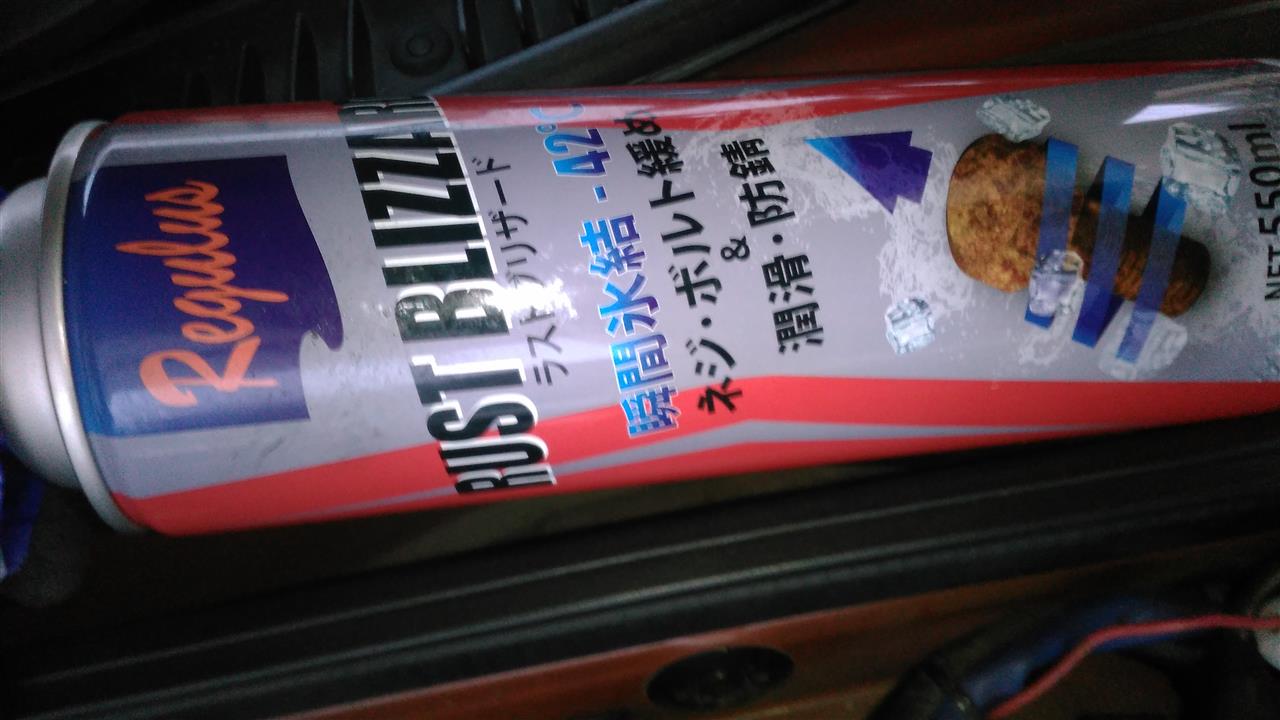 Regulus
RUST BLIZZAR
ラストブリザード
瞬間氷結 - 42℃
ネジ・ボルト緩め
&
潤滑・防錆
NET 550ml